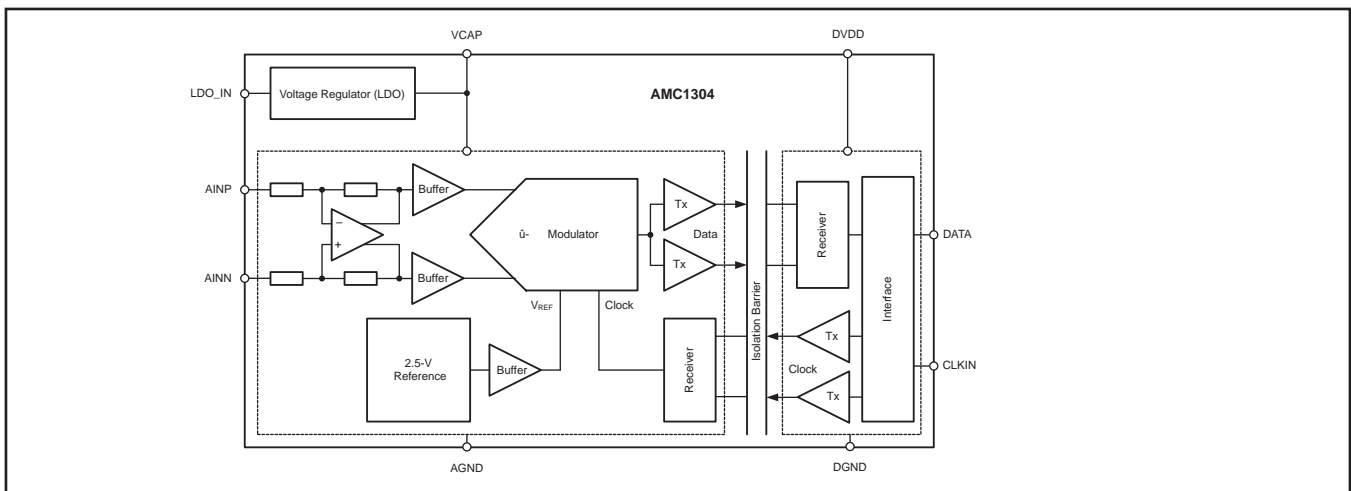 VCAP
DVDD
LDO_IN
Voltage Regulator (LDO)
AMC1304
AINP
Buffer
Tx
Receiver
û- Modulator
Data
DATA
Tx
AINN
Buffer
Isolation Barrier
Interface
VREF
Clock
2.5-V
Reference
Buffer
Receiver
Tx
Clock
CLKIN
Tx
AGND
DGND